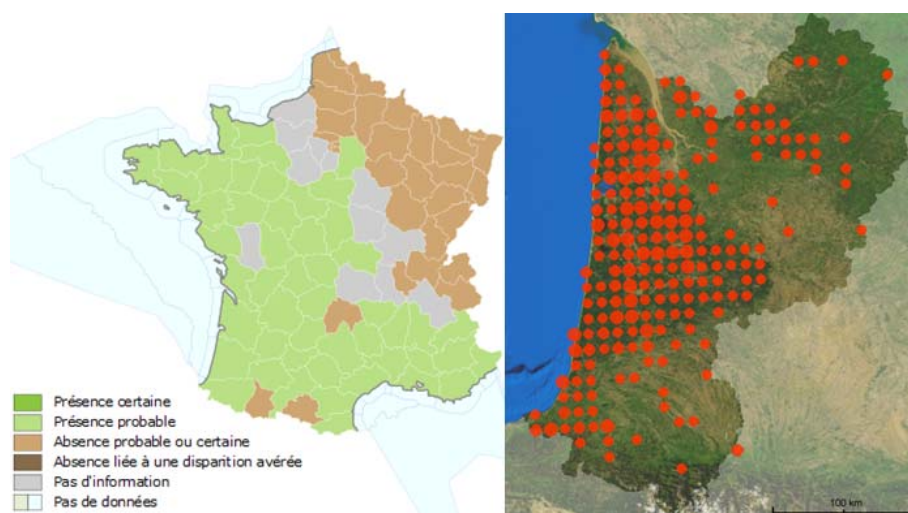 Présence certaine
Présence probable
Absence probable ou certaine
Absence liée à une disparition avérée
Pas d'information
Pas de données
100 km